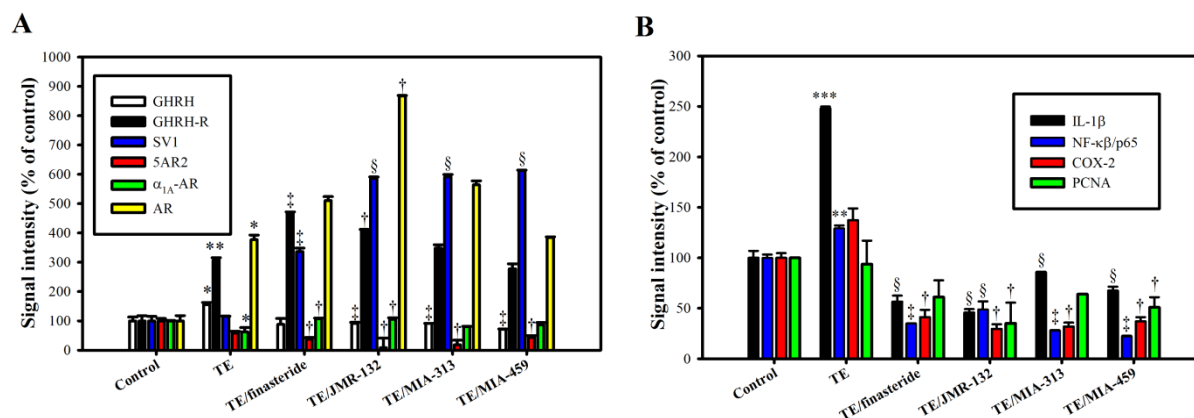 A
Signal intensity (% of control)
1000
900
800
700
600
500
400
300
200
100
0
GHRH
GHRH-R
SV1
5AR2
α1A-AR
AR
*
**
*
*
‡
‡
†
†
‡
†
§
†
†
†
‡
§
†
‡
§
†
Control
TE
TE/finasteride
TE/JMR-132
TE/MIA-313
TE/MIA-459
B
Signal intensity (% of control)
300
250
200
150
100
50
0
IL-1β
NF-κβ/p65
COX-2
PCNA
***
**
§
‡
†
§
§
†
†
§
‡
†
§
‡
†
†
Control
TE
TE/finasteride
TE/JMR-132
TE/MIA-313
TE/MIA-459